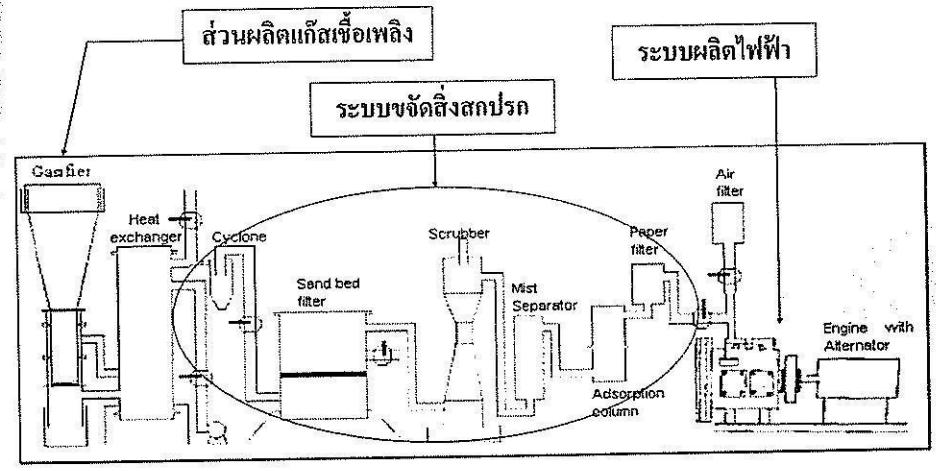 ส่วนผลิตแก๊สเชื้อเพลิง
ระบบผลิตไฟฟ้า
ระบบขจัดสิ่งสกปรก
Gasifier
Heat
exchanger
Cyclone
Sand bed
filter
Scrubber
Mist
Separator
Adsorption
column
Paper
filter
Air
filter
Engine with
Alternator